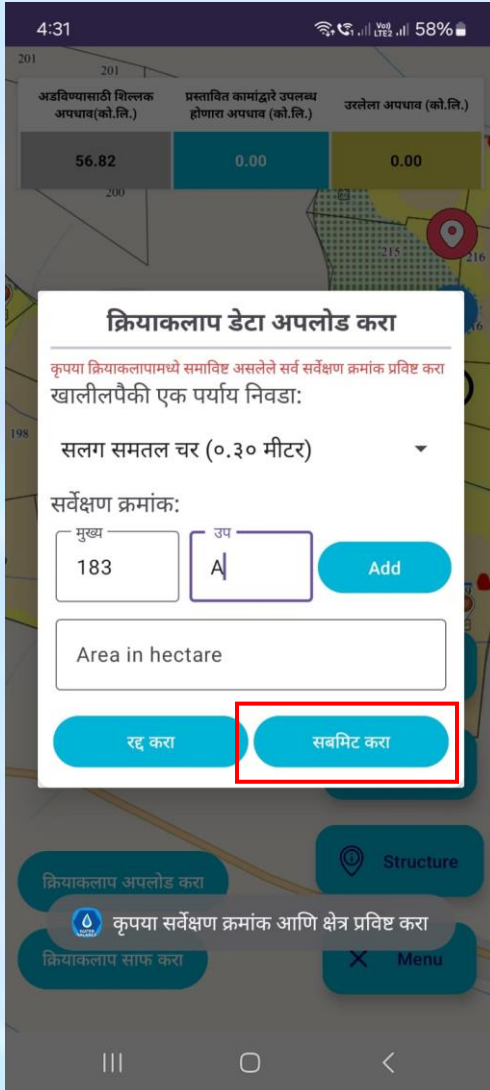 4:31
Vo)) LTE2
58%
201
201
अडविण्यासाठी शिल्लक अपधाव(को.लि.)
प्रस्तावित कामांद्वारे उपलब्ध होणारा अपधाव (को.लि.)
उरलेला अपधाव (को.लि.)
56.82
0.00
0.00
200
215
216
क्रियाकलाप डेटा अपलोड करा
कृपया क्रियाकलापामध्ये समाविष्ट असलेले सर्व सर्वेक्षण क्रमांक प्रविष्ट करा
खालीलपैकी एक पर्याय निवडा:
198
सलग समतल चर (०.३० मीटर)
सर्वेक्षण क्रमांक:
मुख्य
उप
183
A
Add
Area in hectare
रद्द करा
सबमिट करा
Structure
क्रियाकलाप अपलोड करा
कृपया सर्वेक्षण क्रमांक आणि क्षेत्र प्रविष्ट करा
क्रियाकलाप साफ करा
Menu